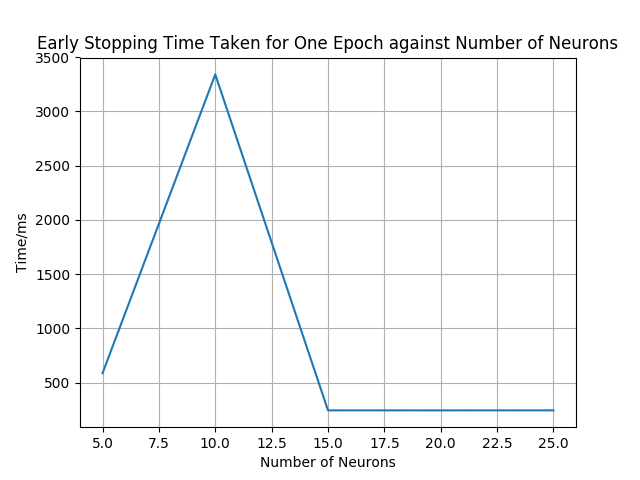 Early Stopping Time Taken for One Epoch against Number of Neurons
3500
3000
2500
2000
1500
1000
500
Time/ms
5.0 7.5 10.0 12.5 15.0 17.5 20.0 22.5 25.0
Number of Neurons